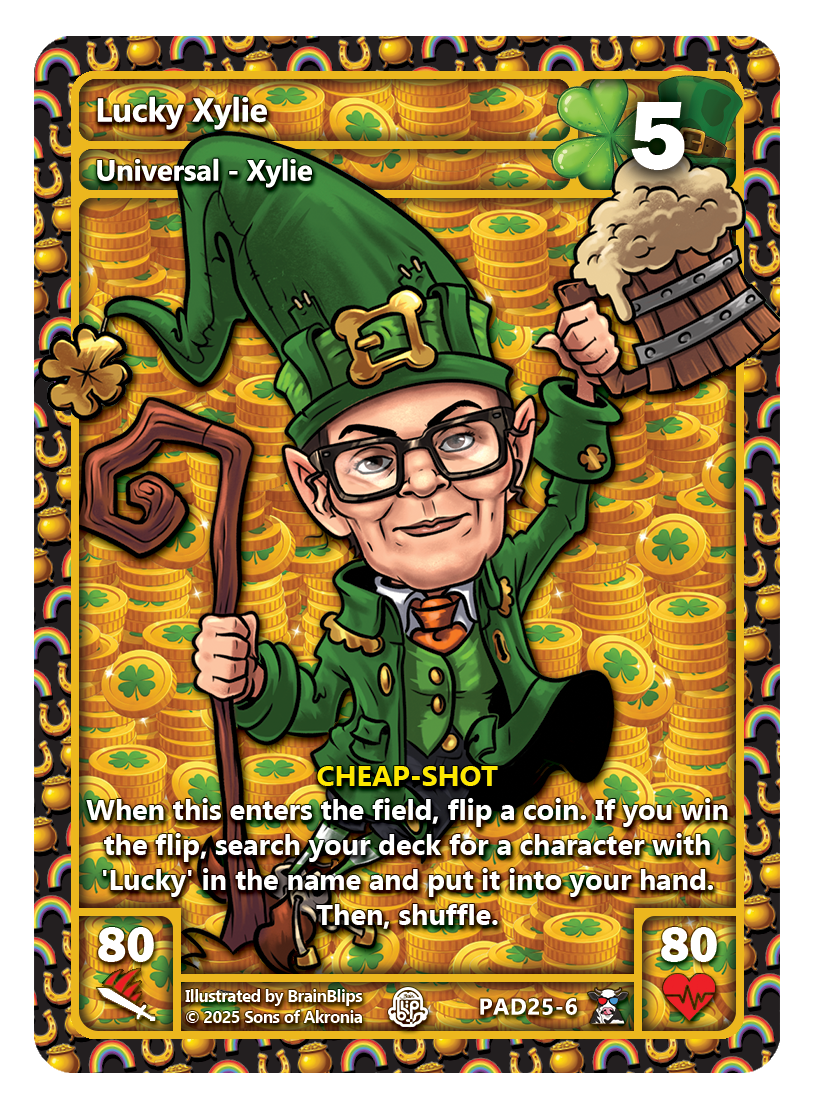 Lucky Xylie
5
Universal - Xylie
CHEAP-SHOT
When this enters the field, flip a coin. If you win
the flip, search your deck for a character with
'Lucky' in the name and put it into your hand.
Then, shuffle.
80
80
Illustrated by BrainBlips
© 2025 Sons of Akronia
PAD25-6